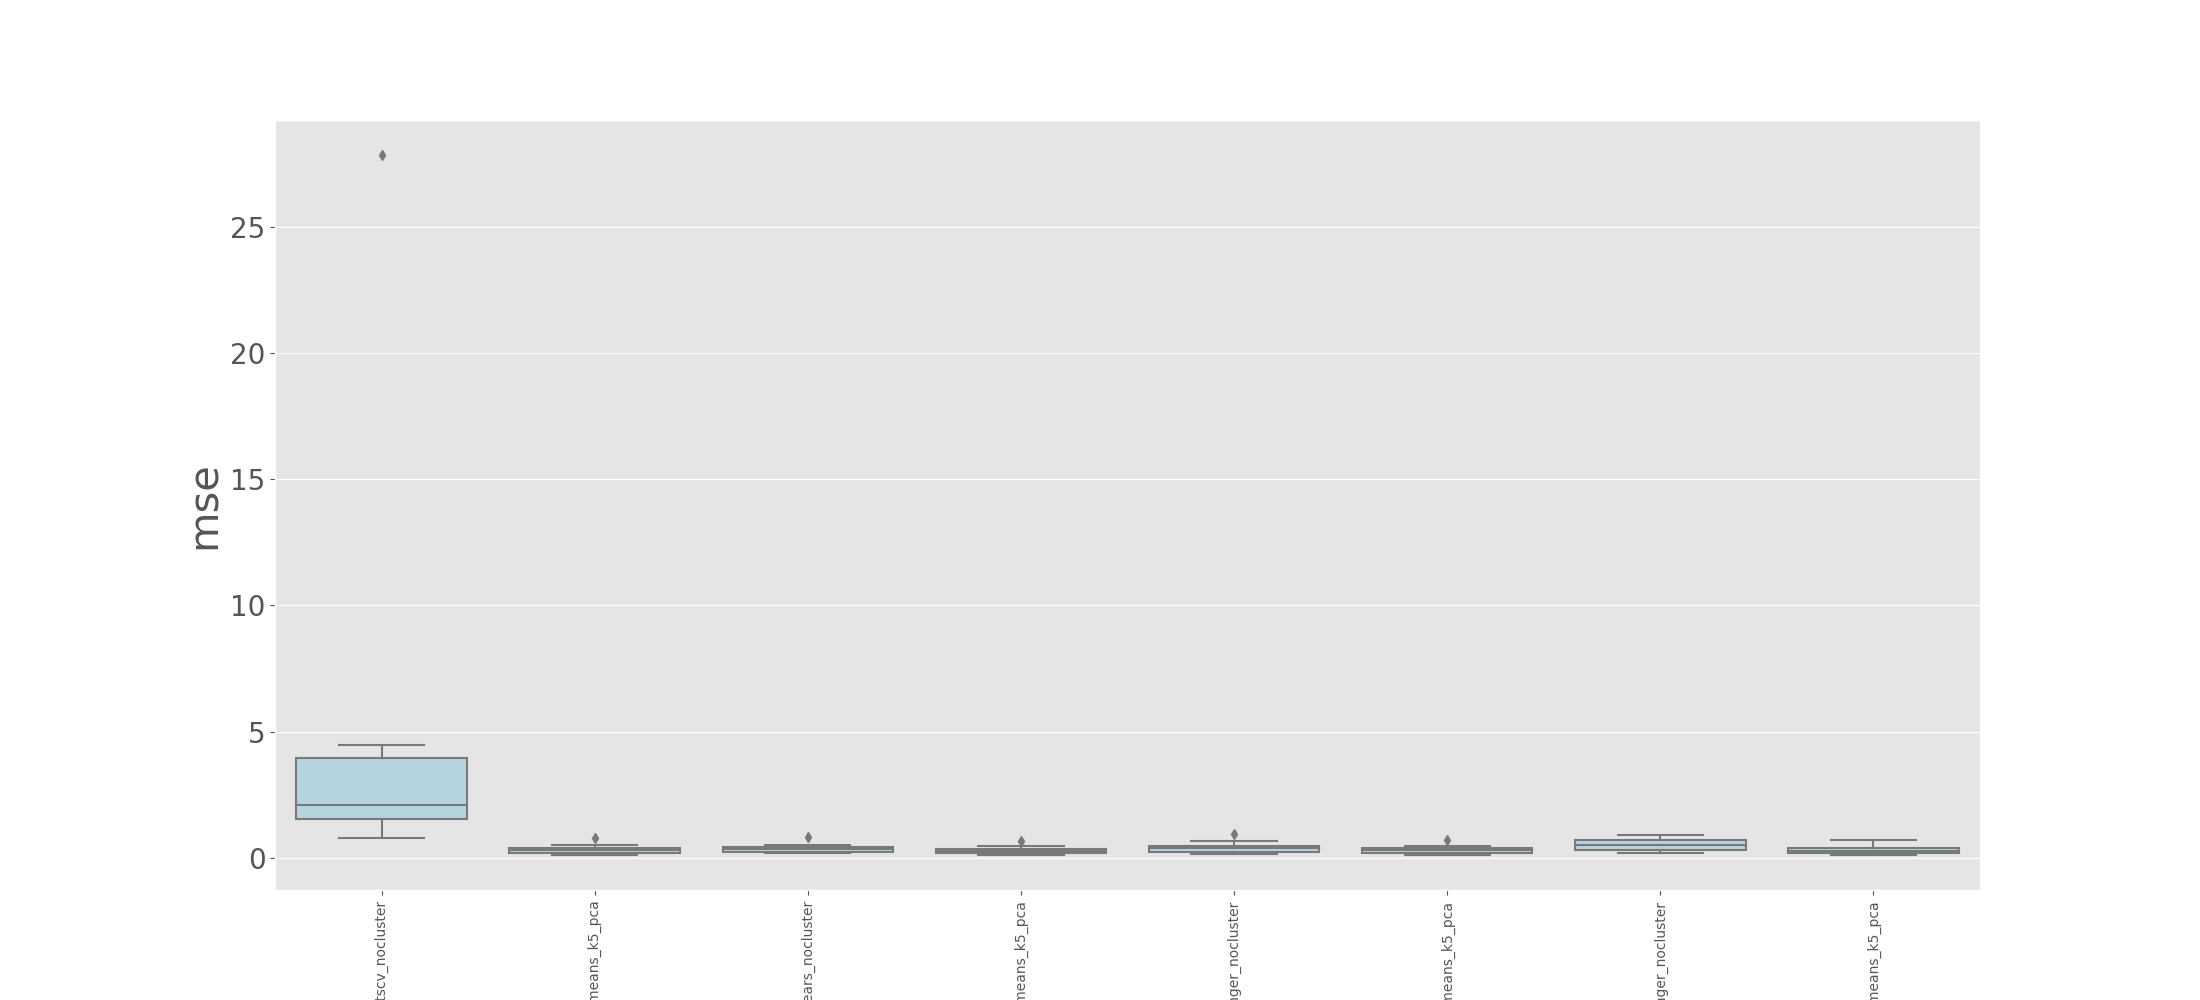 mse
25
20
15
10
5
0
tscv_nocluster
means_k5_pca
ears_nocluster
means_k5_pca
nger_nocluster
means_k5_pca
nger_nocluster
means_k5_pca